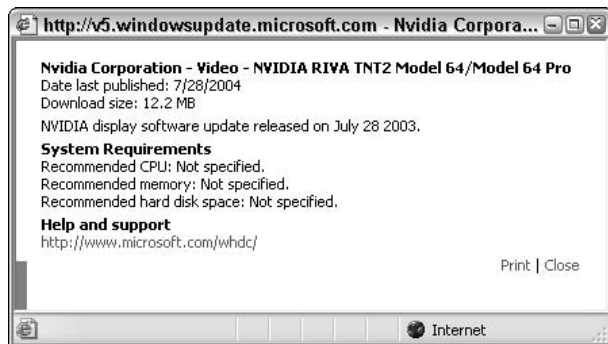 http://v5.windowsupdate.microsoft.com - Nvidia Corpora...
Nvidia Corporation - Video - NVIDIA RIVA TNT2 Model 64/Model 64 Pro
Date last published: 7/28/2004
Download size: 12.2 MB
NVIDIA display software update released on July 28 2003.
System Requirements
Recommended CPU: Not specified.
Recommended memory: Not specified.
Recommended hard disk space: Not specified.
Help and support
http://www.microsoft.com/whdc/
Print | Close
Internet